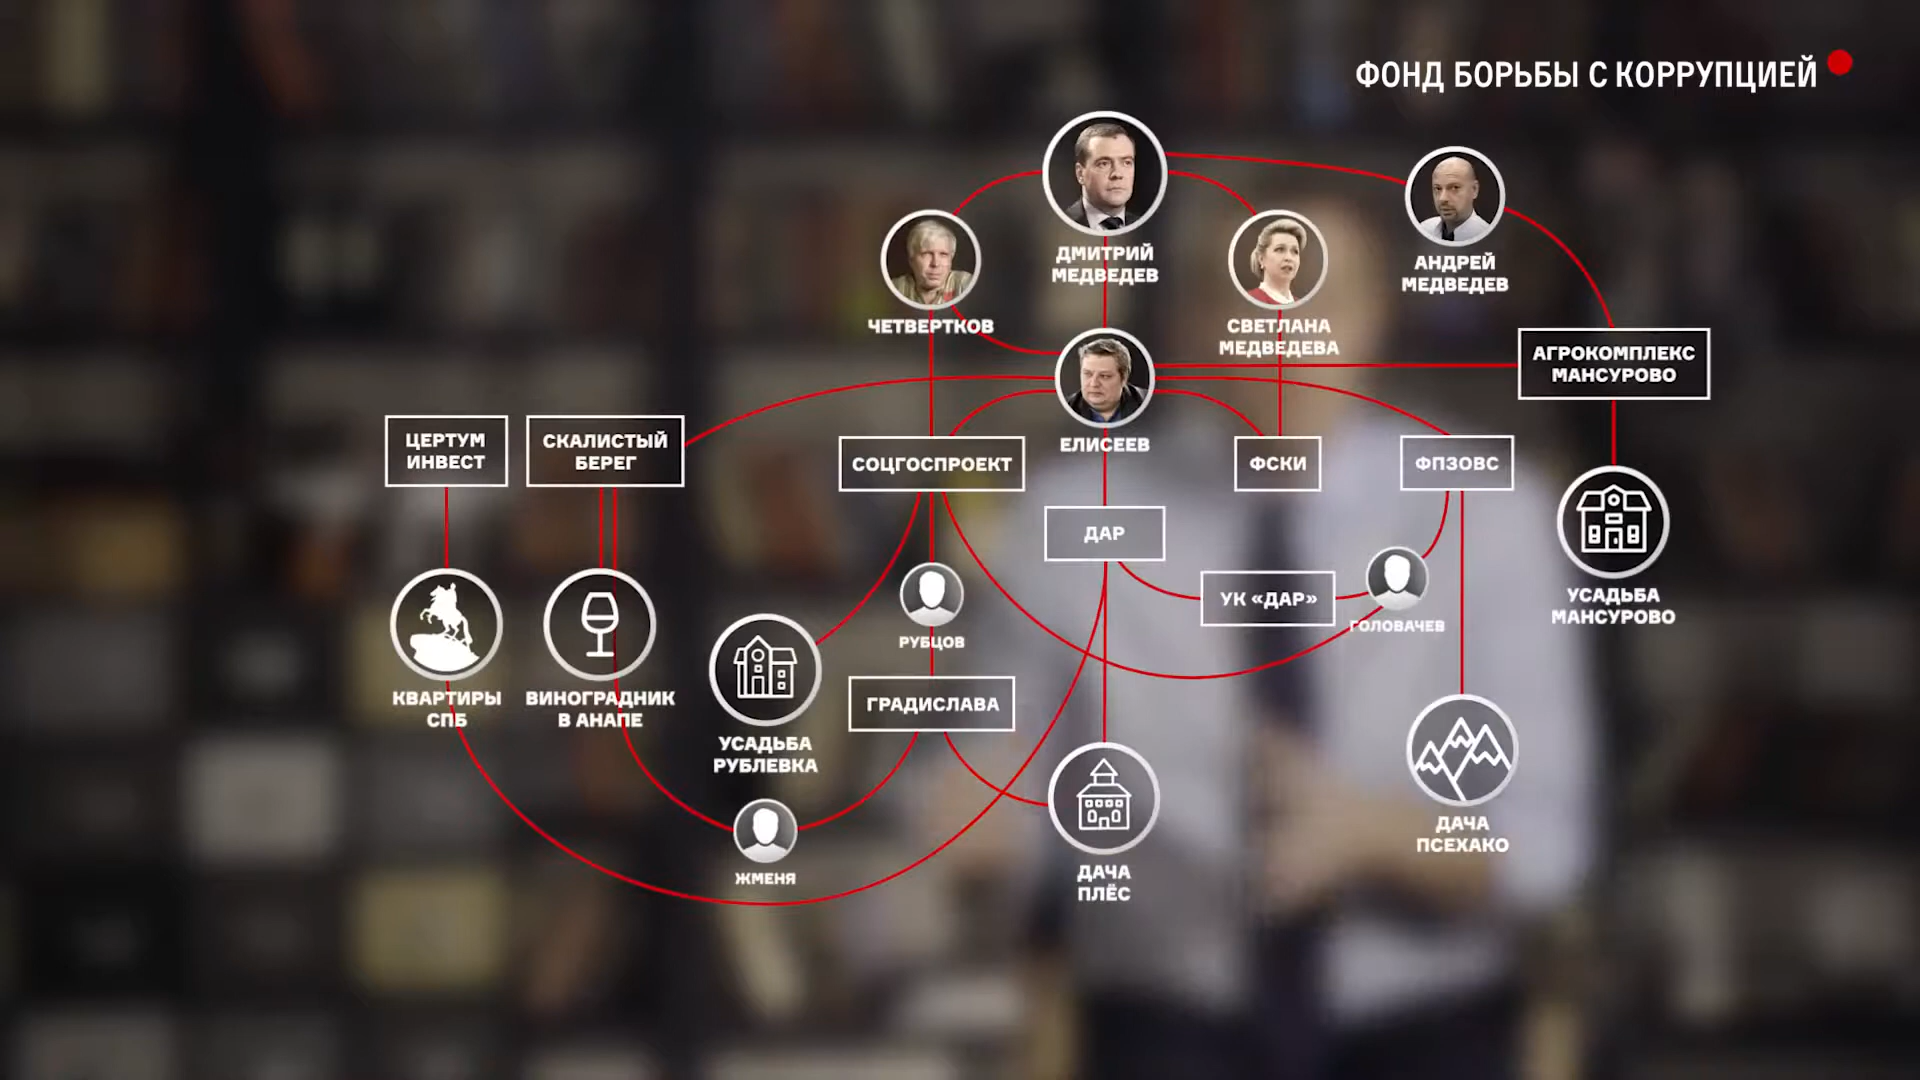 ФОНД БОРЬБЫ С КОРРУПЦИЕЙ
ДМИТРИЙ
МЕДВЕДЕВ
АНДРЕЙ
МЕДВЕДЕВ
ЧЕТВЕРТКОВ
СВЕТЛАНА
МЕДВЕДЕВА
АГРОКОМПЛЕКС
МАНСУРОВО
ЕЛИСЕЕВ
ЦЕРТУМ
ИНВЕСТ
СКАЛИСТЫЙ
БЕРЕГ
СОЦГОСПРОЕКТ
ФСКИ
ФПЗОВС
ДАР
УК «ДАР»
ГОЛОВАЧЕВ
УСАДЬБА
МАНСУРОВО
РУБЦОВ
КВАРТИРЫ
СПБ
ВИНОГРАДНИК
В АНАПЕ
ГРАДИСЛАВА
УСАДЬБА
РУБЛЕВКА
ДАЧА
ПСЕХАКО
ЖМЕНЯ
ДАЧА
ПЛЁС